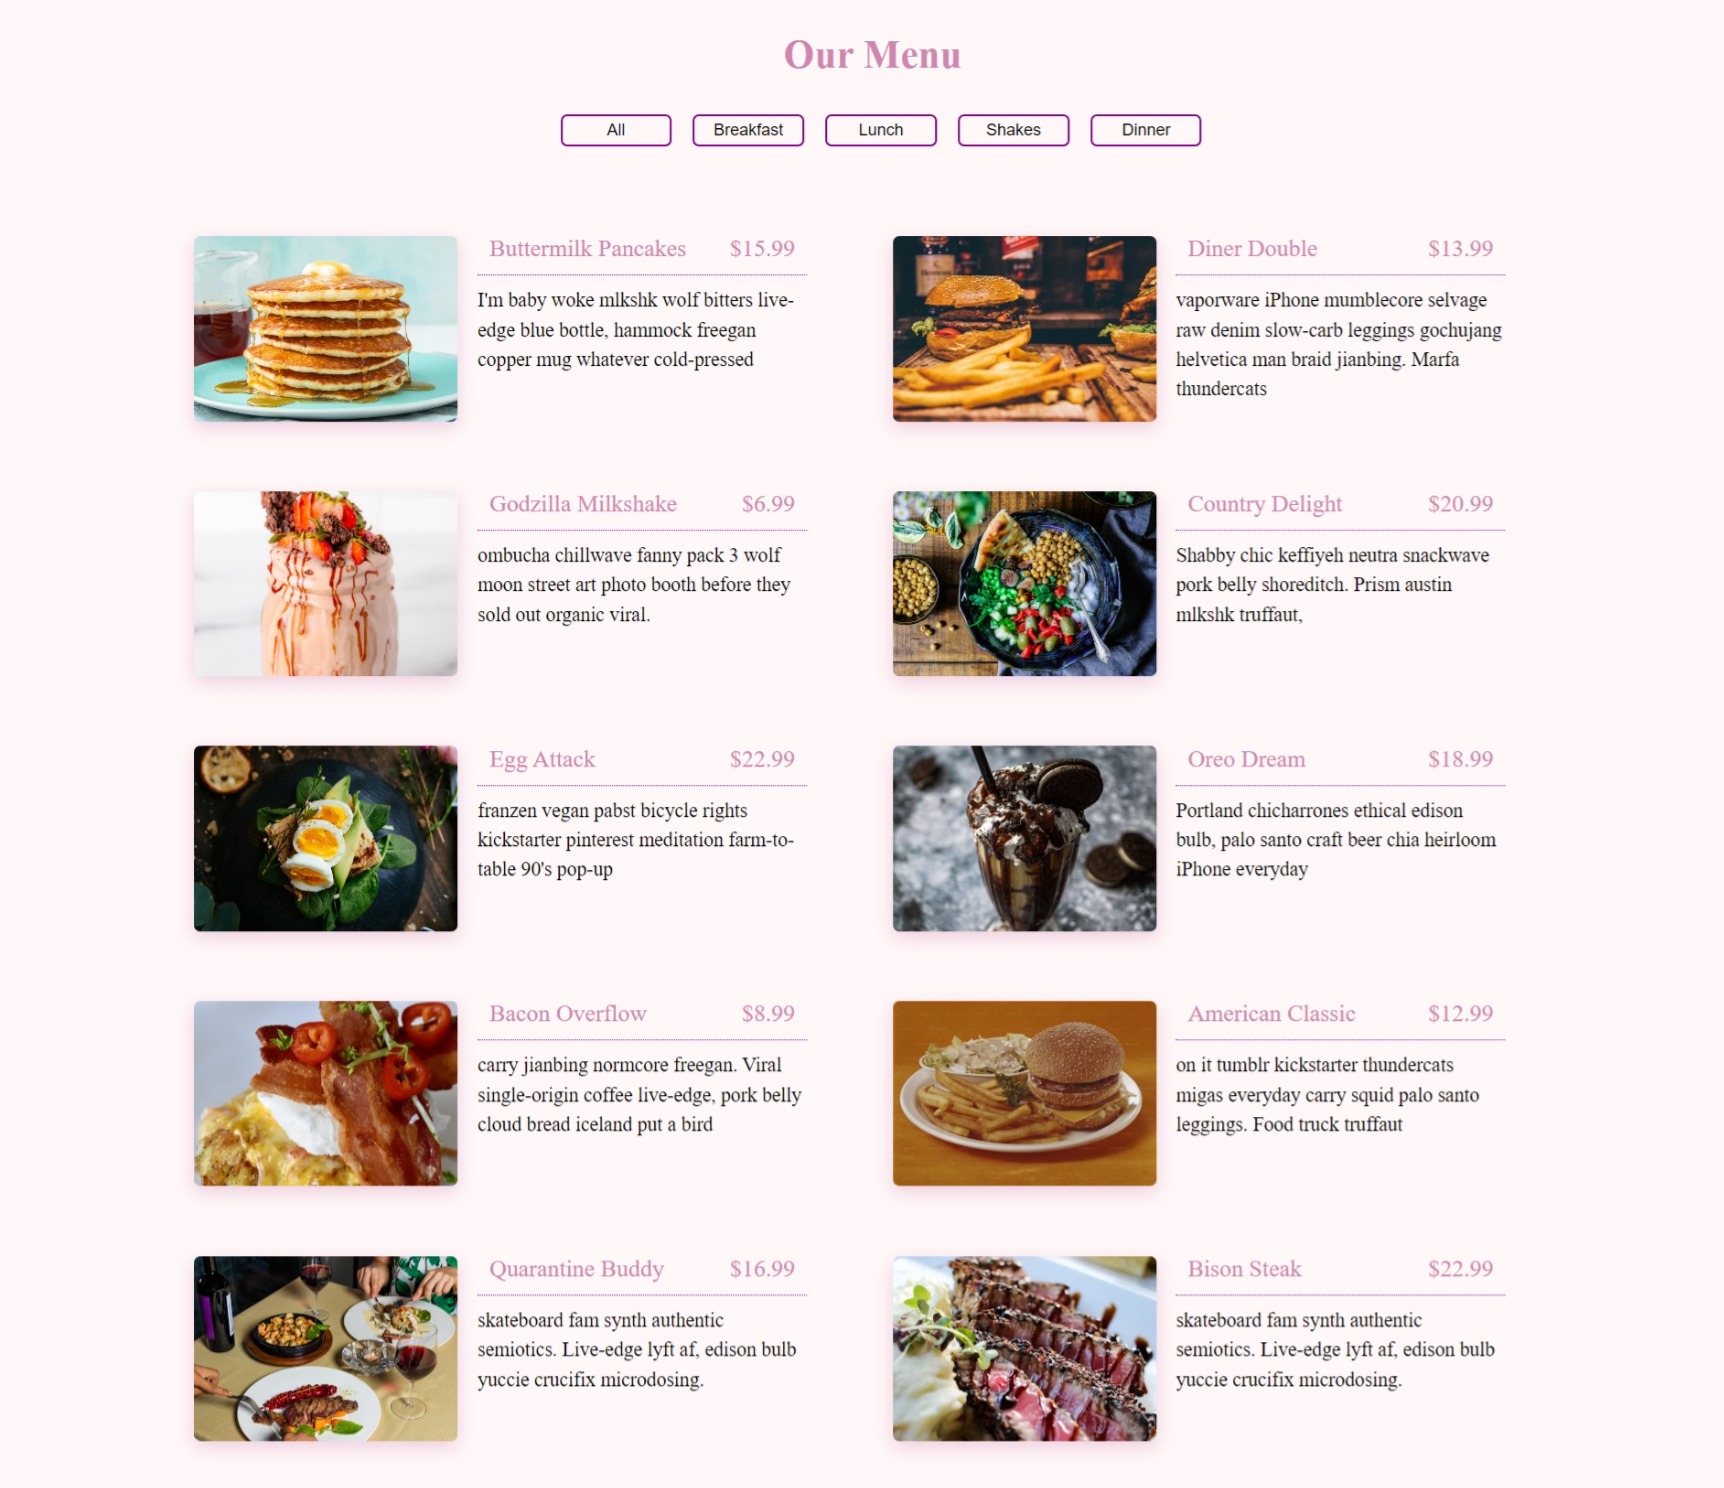 Our Menu
All
Breakfast
Lunch
Shakes
Dinner
Buttermilk Pancakes $15.99
I'm baby woke mlkshk wolf bitters live-
edge blue bottle, hammock freegan
copper mug whatever cold-pressed
Diner Double $13.99
vaporware iPhone mumblecore selvage
raw denim slow-carb leggings gochujang
helvetica man braid jianbing. Marfa
thundercats
Godzilla Milkshake $6.99
ombucha chillwave fanny pack 3 wolf
moon street art photo booth before they
sold out organic viral.
Country Delight $20.99
Shabby chic keffiyeh neutra snackwave
pork belly shoreditch. Prism austin
mlkshk truffaut,
Egg Attack $22.99
franzen vegan pabst bicycle rights
kickstarter pinterest meditation farm-to-
table 90's pop-up
Oreo Dream $18.99
Portland chicharrones ethical edison
bulb, palo santo craft beer chia heirloom
iPhone everyday
Bacon Overflow $8.99
carry jianbing normcore freegan. Viral
single-origin coffee live-edge, pork belly
cloud bread iceland put a bird
American Classic $12.99
on it tumblr kickstarter thundercats
migas everyday carry squid palo santo
leggings. Food truck truffaut
Quarantine Buddy $16.99
skateboard fam synth authentic
semiotics. Live-edge lyft af, edison bulb
yuccie crucifix microdosing.
Bison Steak $22.99
skateboard fam synth authentic
semiotics. Live-edge lyft af, edison bulb
yuccie crucifix microdosing.